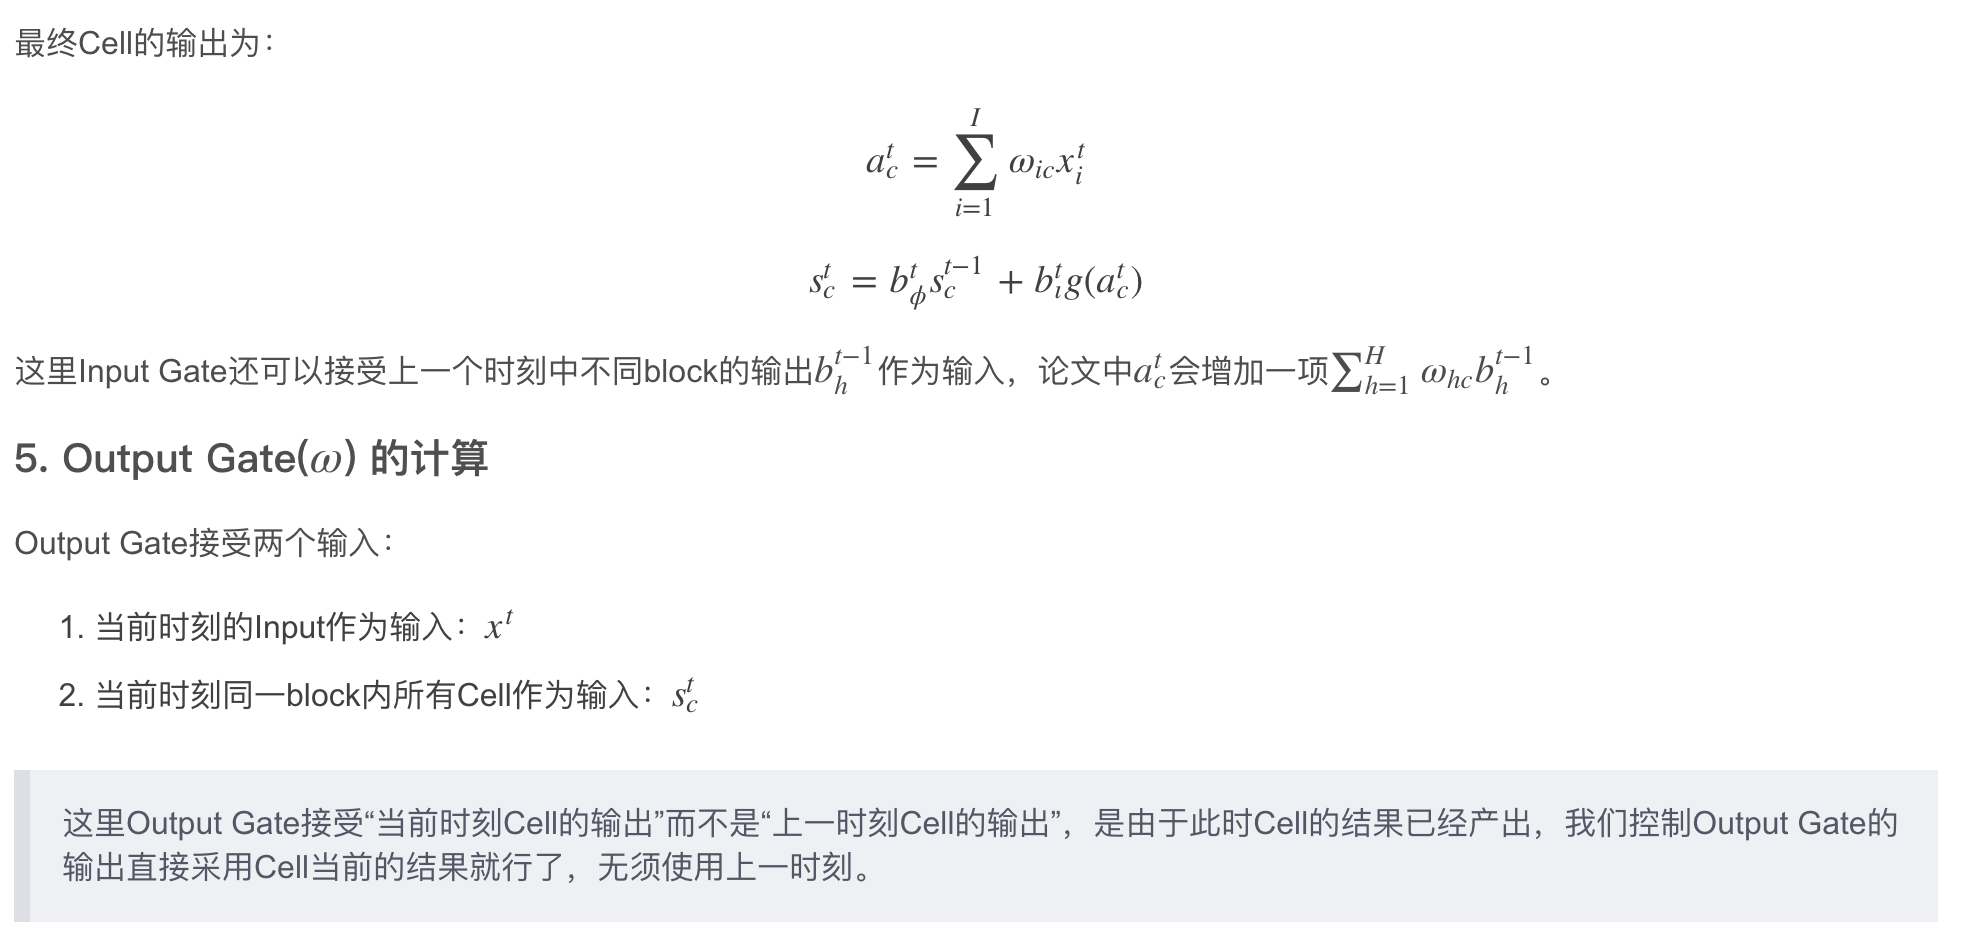 最终Cell的输出为：
$$a_c^t = \sum_{i=1}^{I} \omega_{ic} x_i^t$$
$$s_c^t = b_\phi^t s_c^{t-1} + b_\iota^t g(a_c^t)$$
这里Input Gate还可以接受上一个时刻中不同block的输出$b_h^{t-1}$作为输入，论文中$a_c^t$会增加一项$\sum_{h=1}^{H} \omega_{hc} b_h^{t-1}$。
5. Output Gate($\omega$) 的计算
Output Gate接受两个输入：
1. 当前时刻的Input作为输入：$x^t$
2. 当前时刻同一block内所有Cell作为输入：$s_c^t$
这里Output Gate接受“当前时刻Cell的输出”而不是“上一时刻Cell的输出”，是由于此时Cell的结果已经产出，我们控制Output Gate的
输出直接采用Cell当前的结果就行了，无须使用上一时刻。